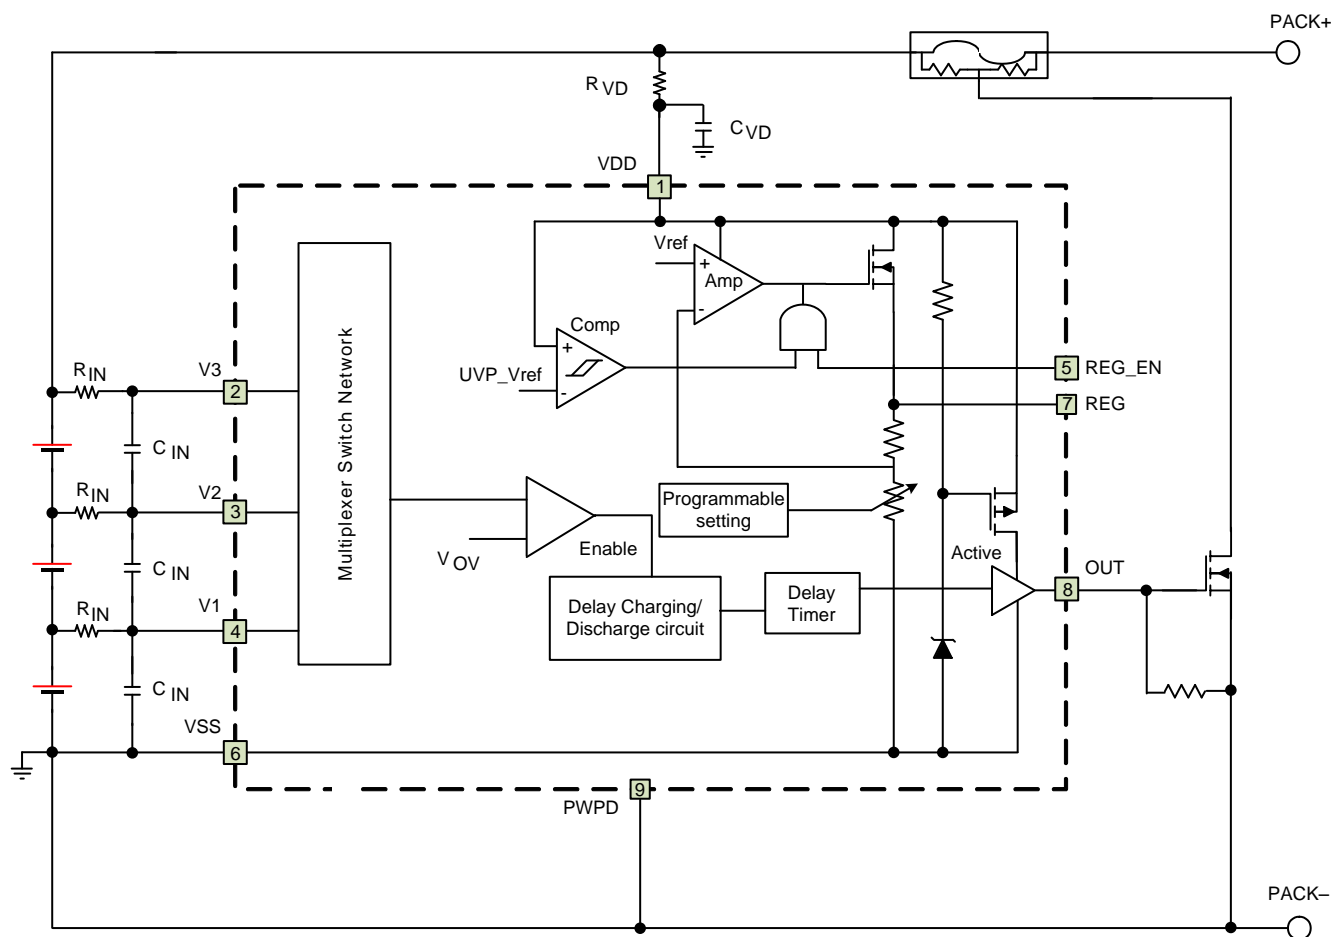 PACK+
R VD
C VD
VDD
1
Vref
+
Amp
-
Comp
+
UVP_Vref
-
Multiplexer Switch Network
5 REG_EN
7 REG
R IN
V3
2
C IN
R IN
V2
3
Programmable
setting
V OV
Enable
Active
OUT
8
C IN
R IN
V1
4
Delay Charging/
Discharge circuit
Delay
Timer
C IN
VSS
6
9
PWPD
PACK–